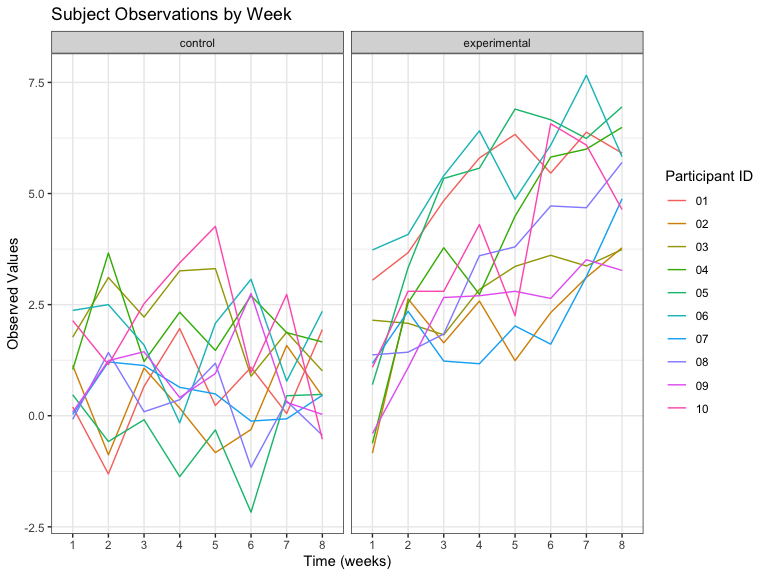 Subject Observations by Week
control
experimental
7.5
5.0
2.5
0.0
-2.5
Observed Values
1 2 3 4 5 6 7 8
1 2 3 4 5 6 7 8
Time (weeks)
Participant ID
01
02
03
04
05
06
07
08
09
10